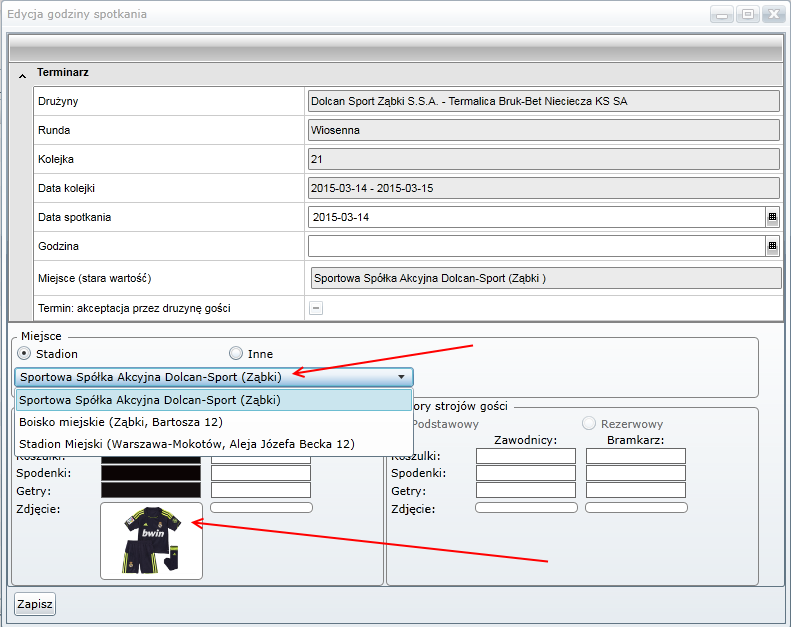 Edycja godziny spotkania
Terminarz
Drużyny Dolcan Sport Ząbki S.S.A. - Termalica Bruk-Bet Nieciecza KS SA
Runda Wiosenna
Kolejka 21
Data kolejki 2015-03-14 - 2015-03-15
Data spotkania 2015-03-14
Godzina
Miejsce (stara wartość) Sportowa Spółka Akcyjna Dolcan-Sport (Ząbki )
Termin: akceptacja przez drużynę gości
Miejsce
Stadion Inne
Sportowa Spółka Akcyjna Dolcan-Sport (Ząbki)
Sportowa Spółka Akcyjna Dolcan-Sport (Ząbki)
Boisko miejskie (Ząbki, Bartosza 12)
Stadion Miejski (Warszawa-Mokotów, Aleja Józefa Becka 12)
ory strojów gości
Podstawowy Rezerwowy
Zawodnicy: Bramkarz:
Koszulki: Koszulki:
Spodenki: Spodenki:
Getry: Getry:
Zdjęcie: Zdjęcie:
bwin
Zapisz